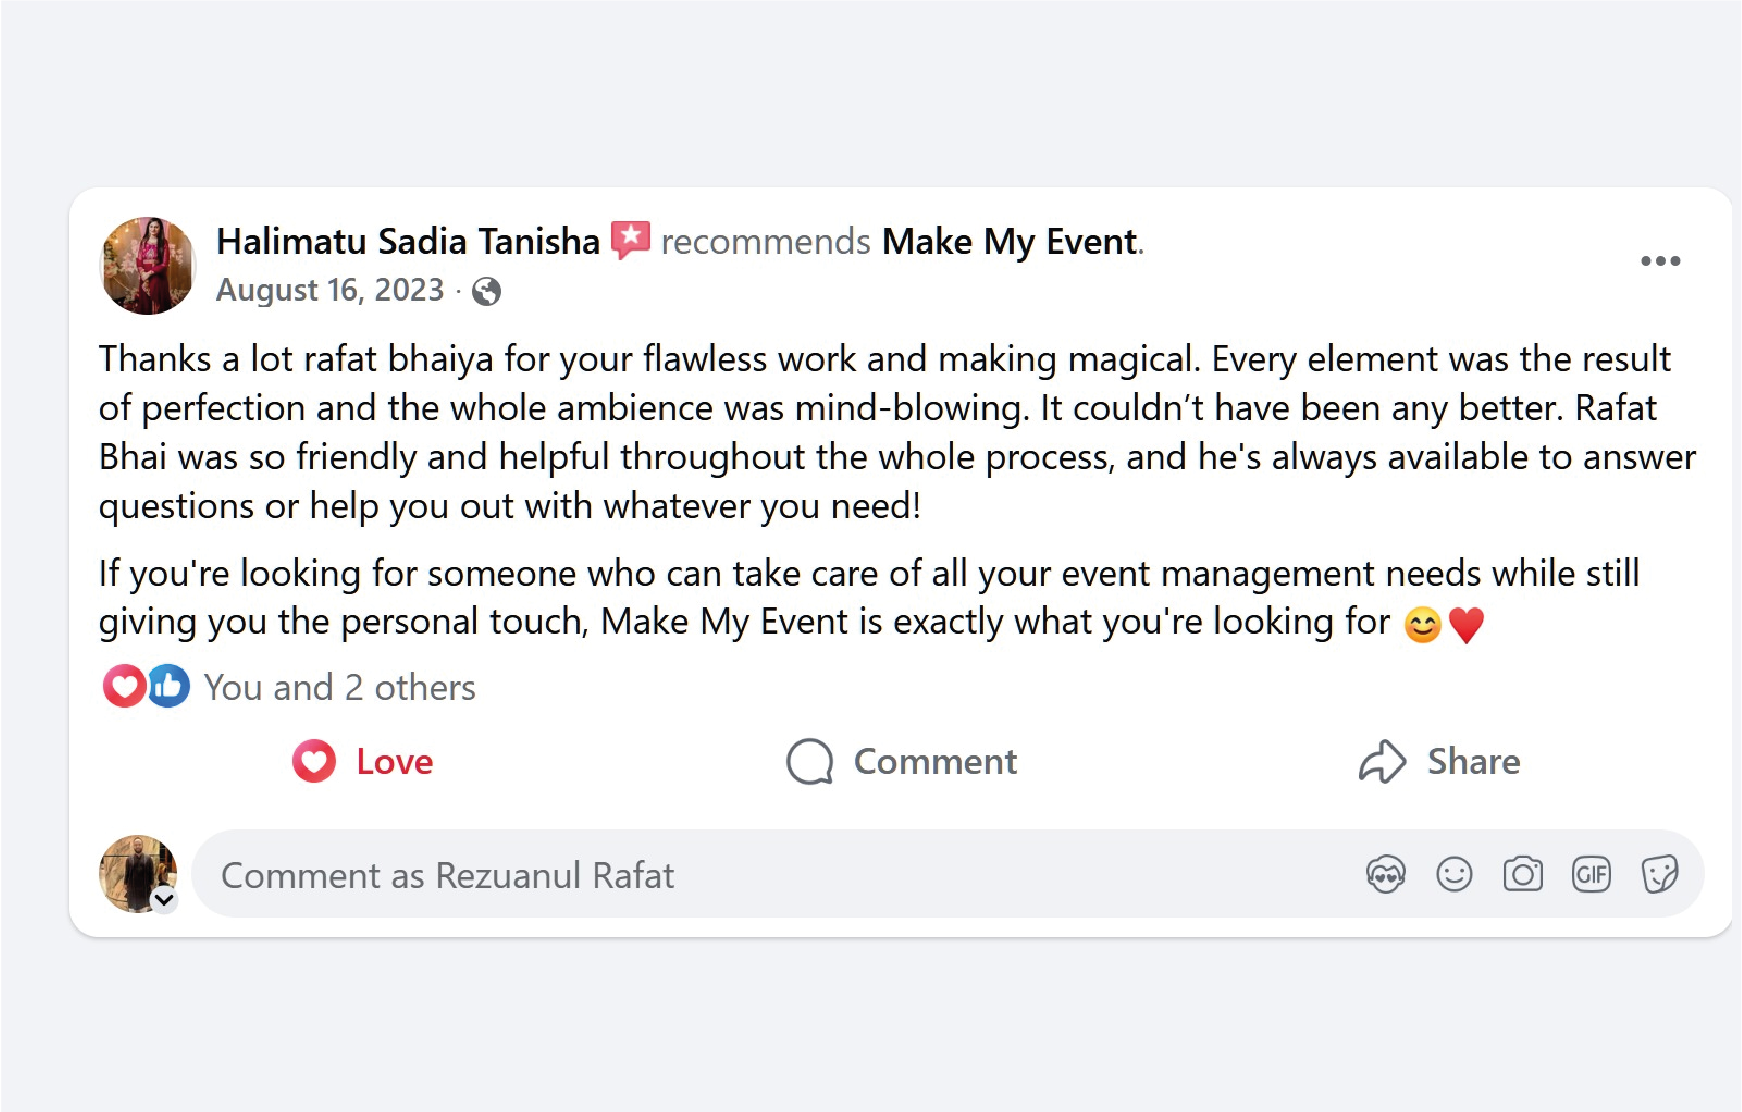 Halimatu Sadia Tanisha recommends Make My Event.
August 16, 2023 ·
Thanks a lot rafat bhaiya for your flawless work and making magical. Every element was the result
of perfection and the whole ambience was mind-blowing. It couldn’t have been any better. Rafat
Bhai was so friendly and helpful throughout the whole process, and he's always available to answer
questions or help you out with whatever you need!
If you're looking for someone who can take care of all your event management needs while still
giving you the personal touch, Make My Event is exactly what you're looking for 😊♥️
You and 2 others
Love Comment Share
Comment as Rezuanul Rafat GIF